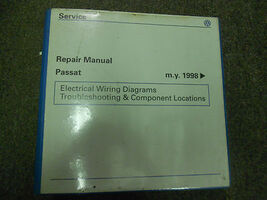 Service
Repair Manual
Passat
m.y. 1998 ►
Electrical Wiring Diagrams
Troubleshooting & Component Locations